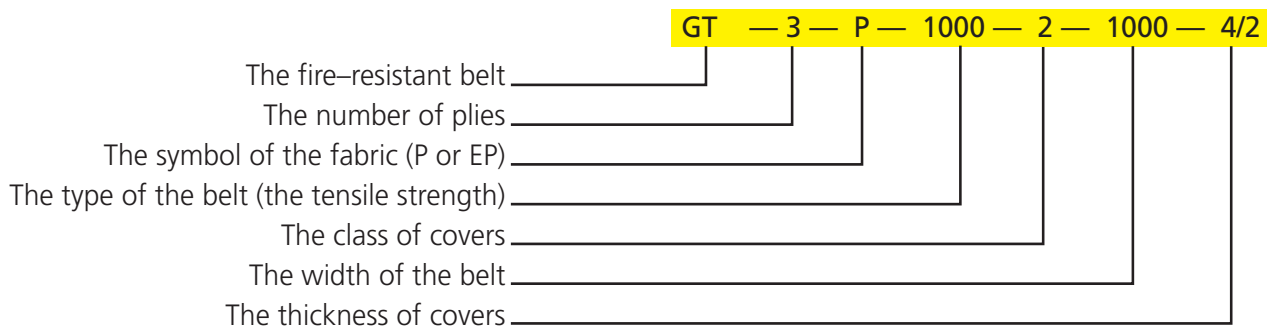 GT — 3 — P — 1000 — 2 — 1000 — 4/2
The fire–resistant belt
The number of plies
The symbol of the fabric (P or EP)
The type of the belt (the tensile strength)
The class of covers
The width of the belt
The thickness of covers